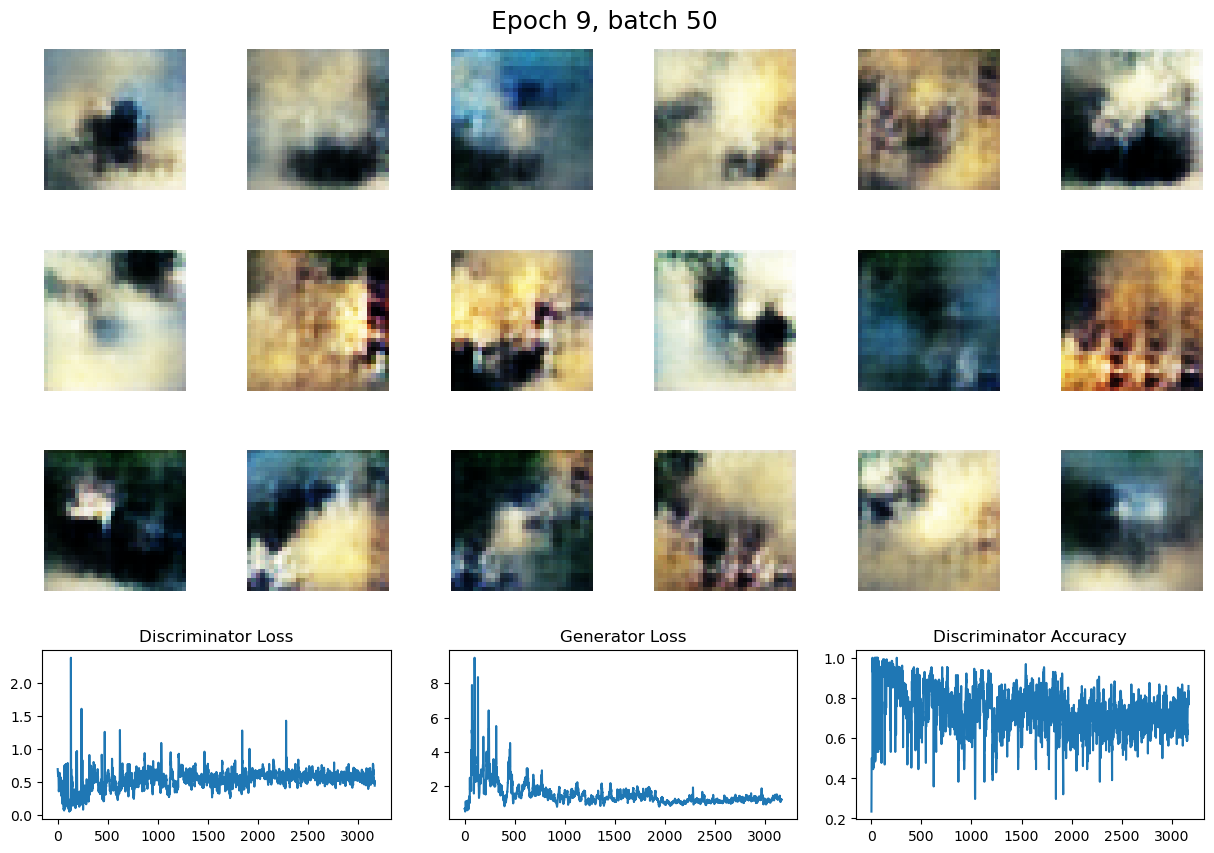 Epoch 9, batch 50
Discriminator Loss
Generator Loss
Discriminator Accuracy
2.0
1.5
1.0
0.5
0.0
0 500 1000 1500 2000 2500 3000
8
6
4
2
0 500 1000 1500 2000 2500 3000
1.0
0.8
0.6
0.4
0.2
0 500 1000 1500 2000 2500 3000